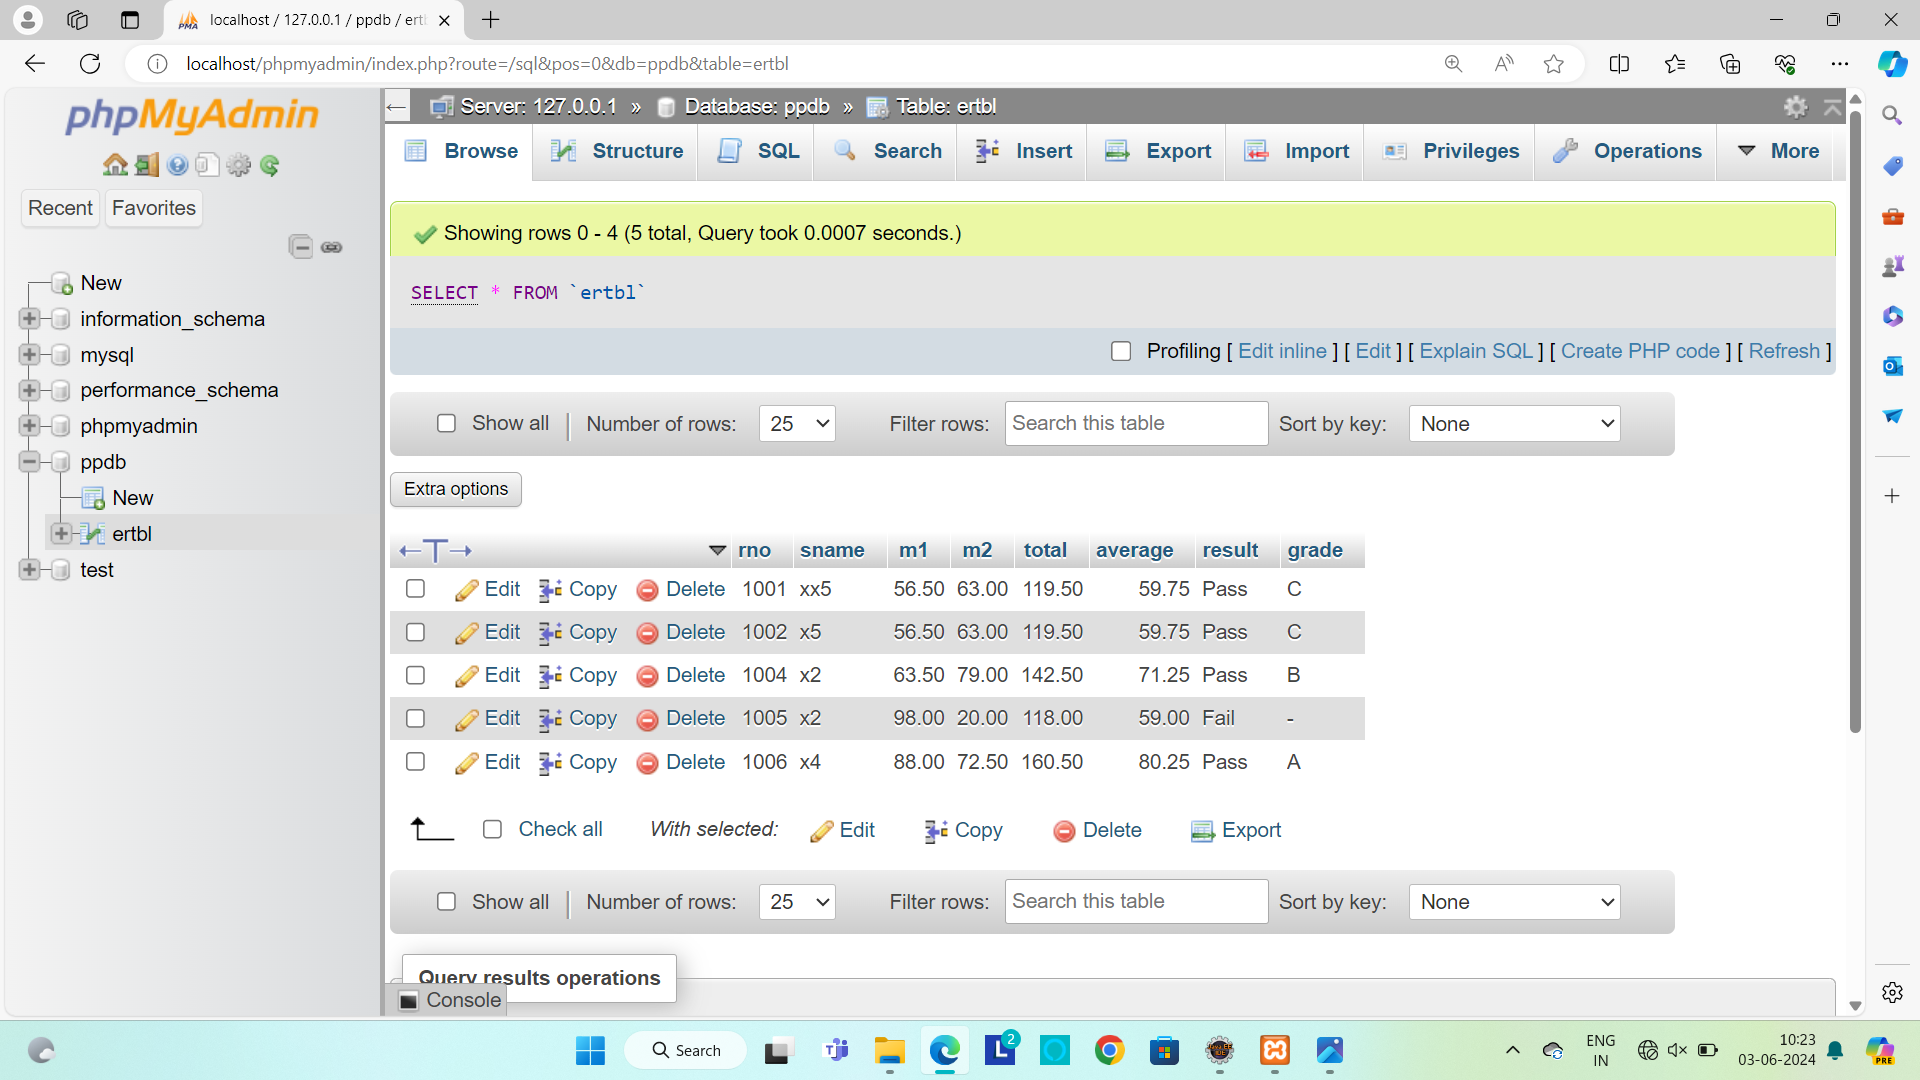 localhost / 127.0.0.1 / ppdb / ert
localhost/phpmyadmin/index.php?route=/sql&pos=0&db=ppdb&table=ertbl
phpMyAdmin
Recent Favorites
New
information_schema
mysql
performance_schema
phpmyadmin
ppdb
New
ertbl
test
Server: 127.0.0.1 » Database: ppdb » Table: ertbl
Browse Structure SQL Search Insert Export Import Privileges Operations More
Showing rows 0 - 4 (5 total, Query took 0.0007 seconds.)
SELECT * FROM `ertbl`
Profiling [ Edit inline ] [ Edit ] [ Explain SQL ] [ Create PHP code ] [ Refresh ]
Show all | Number of rows: 25 Filter rows: Search this table Sort by key: None
Extra options
←T→ rno sname m1 m2 total average result grade
Edit Copy Delete 1001 xx5 56.50 63.00 119.50 59.75 Pass C
Edit Copy Delete 1002 x5 56.50 63.00 119.50 59.75 Pass C
Edit Copy Delete 1004 x2 63.50 79.00 142.50 71.25 Pass B
Edit Copy Delete 1005 x2 98.00 20.00 118.00 59.00 Fail -
Edit Copy Delete 1006 x4 88.00 72.50 160.50 80.25 Pass A
Check all With selected: Edit Copy Delete Export
Show all | Number of rows: 25 Filter rows: Search this table Sort by key: None
Query results operations
Console
Search
2
ENG
IN
10:23
03-06-2024
PRE